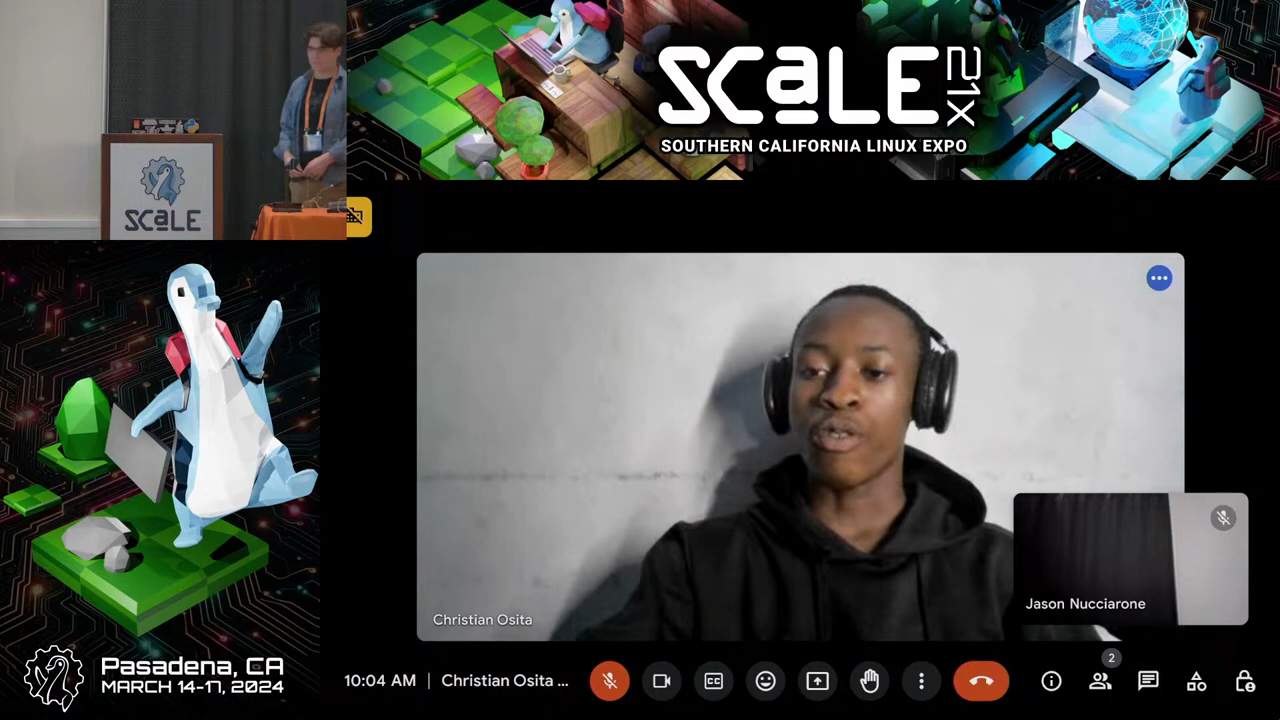 SCaLE 21x
SOUTHERN CALIFORNIA LINUX EXPO
SCaLE
Christian Osita
Jason Nucciarone
Pasadena, CA
MARCH 14-17, 2024
10:04 AM | Christian Osita ...
CC
2